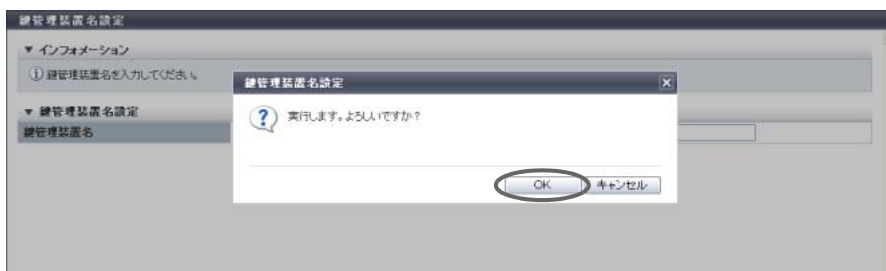 鍵管理装置名設定
▼ インフォメーション
鍵管理装置名を入力してください。
鍵管理装置名設定
実行します。よろしいですか？
▼ 鍵管理装置名設定
鍵管理装置名
OK
キャンセル